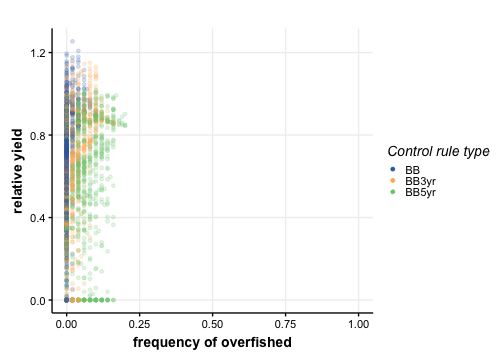 1.2
0.8
0.4
0.0
relative yield
0.00 0.25 0.50 0.75 1.00
frequency of overfished
Control rule type
BB
BB3yr
BB5yr